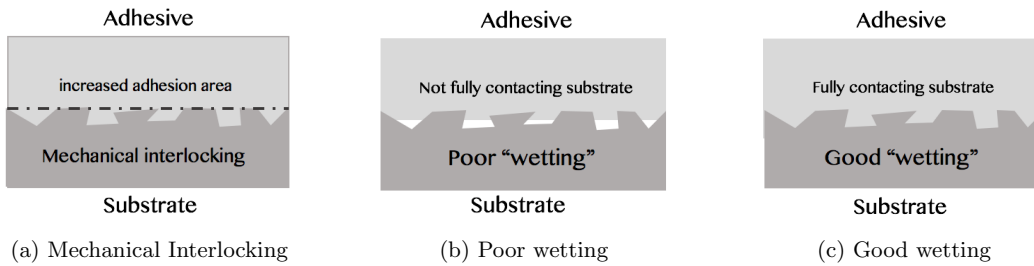 Adhesive
increased adhesion area
Mechanical interlocking
Substrate
(a) Mechanical Interlocking
Adhesive
Not fully contacting substrate
Poor “wetting”
Substrate
(b) Poor wetting
Adhesive
Fully contacting substrate
Good “wetting”
Substrate
(c) Good wetting